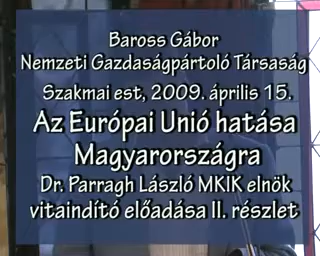 Baross Gábor
Nemzeti Gazdaságpártoló Társaság
Szakmai est, 2009. április 15.
Az Európai Unió hatása
Magyarországra
Dr. Parragh László MKIK elnök
vitaindító előadása II. részlet